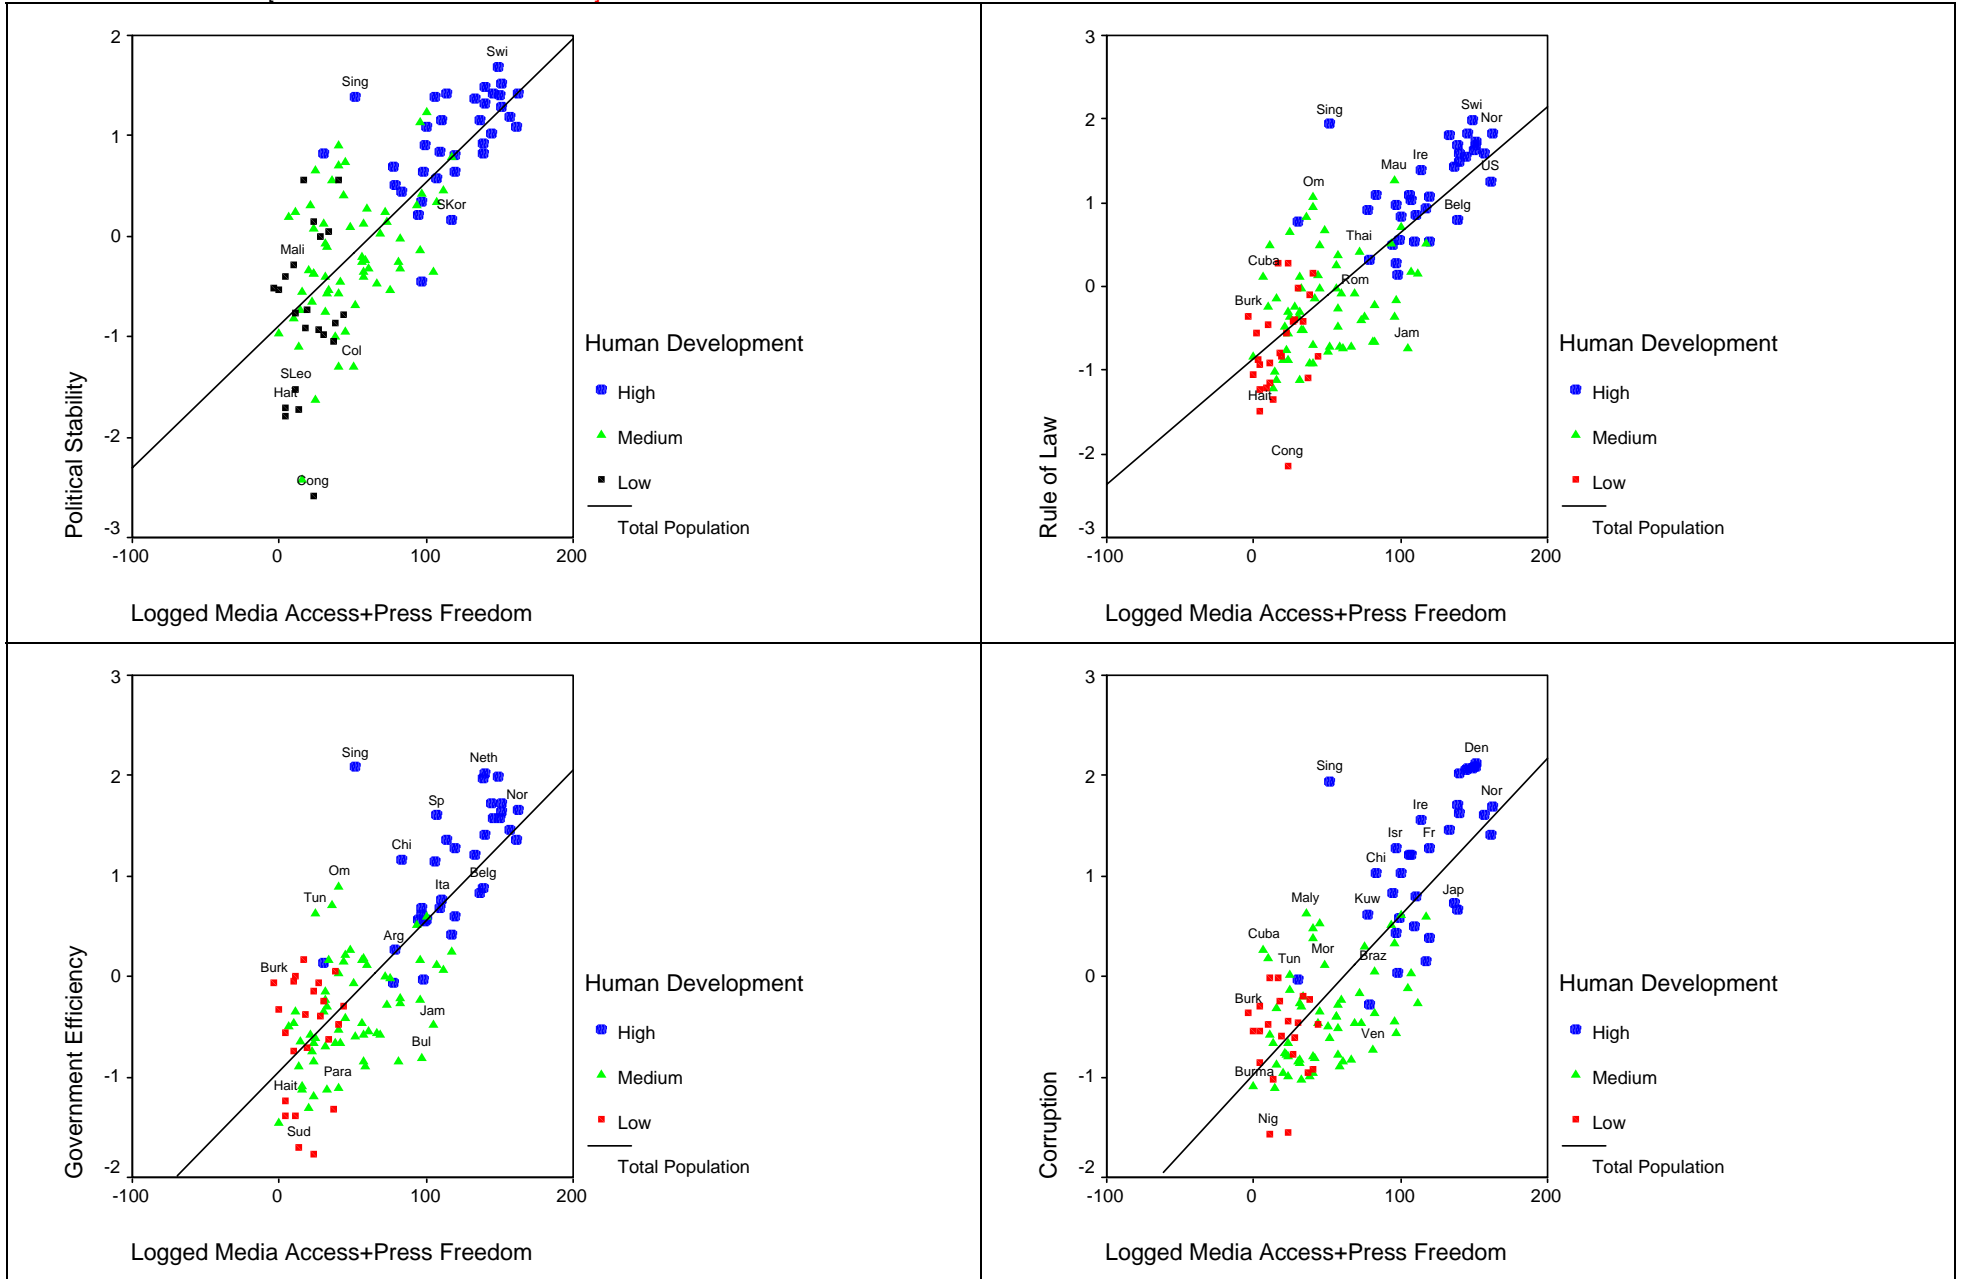 2
1
0
-1
-2
-3
-100
0
100
200
Political Stability
Logged Media Access+Press Freedom
Swi
Sing
SKor
Mali
Col
SLeo
Hait
Cong
Human Development
High
Medium
Low
Total Population
3
2
1
0
-1
-2
-3
-100
0
100
200
Rule of Law
Logged Media Access+Press Freedom
Sing
Swi
Nor
Ire
US
Mau
Om
Belg
Thai
Cuba
Rom
Burk
Jam
Hait
Cong
Human Development
High
Medium
Low
Total Population
3
2
1
0
-1
-2
-100
0
100
200
Government Efficiency
Logged Media Access+Press Freedom
Sing
Neth
Nor
Sp
Chi
Om
Belg
Ita
Tun
Arg
Burk
Jam
Bul
Para
Hait
Sud
Human Development
High
Medium
Low
Total Population
3
2
1
0
-1
-2
-100
0
100
200
Corruption
Logged Media Access+Press Freedom
Den
Sing
Nor
Ire
Isr
Fr
Chi
Jap
Maly
Kuw
Cuba
Mor
Tun
Braz
Burk
Ven
Burma
Nig
Human Development
High
Medium
Low
Total Population